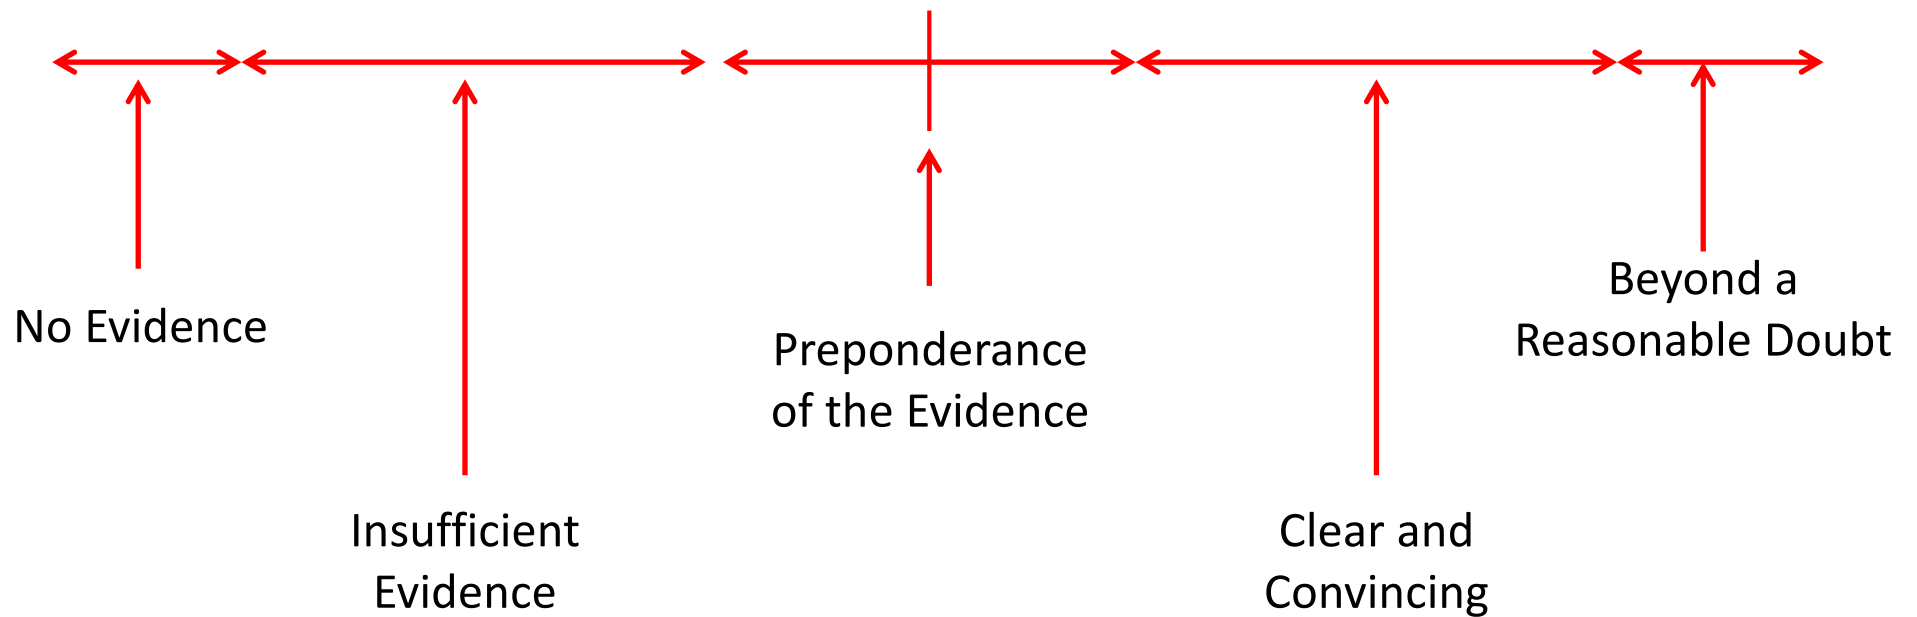 No Evidence
Insufficient
Evidence
Preponderance
of the Evidence
Clear and
Convincing
Beyond a
Reasonable Doubt